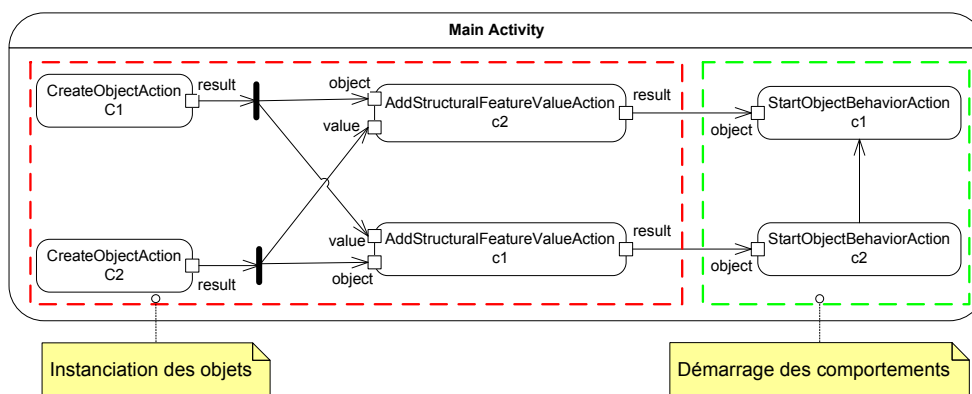 Main Activity
CreateObjectAction
C1
result
object
value
AddStructuralFeatureValueAction
c2
result
object
StartObjectBehaviorAction
c1
CreateObjectAction
C2
result
value
object
AddStructuralFeatureValueAction
c1
result
object
StartObjectBehaviorAction
c2
Instanciation des objets
Démarrage des comportements